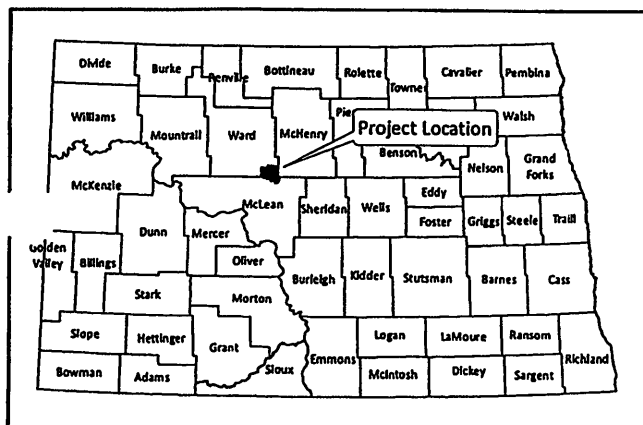 Divide
Burke
Renville
Bottineau
Rolette
Towner
Cavalier
Pembina
Williams
Mountrail
Ward
McHenry
Pie
Project Location
Walsh
Benson
Nelson
Grand
Forks
McKenzie
McLean
Sheridan
Wells
Eddy
Foster
Griggs
Steele
Traill
Golden
Valley
Billings
Dunn
Mercer
Oliver
Burleigh
Kidder
Stutsman
Barnes
Cass
Stark
Morton
Slope
Hettinger
Grant
Sioux
Emmons
Logan
LaMoure
Ransom
Richland
Bowman
Adams
McIntosh
Dickey
Sargent